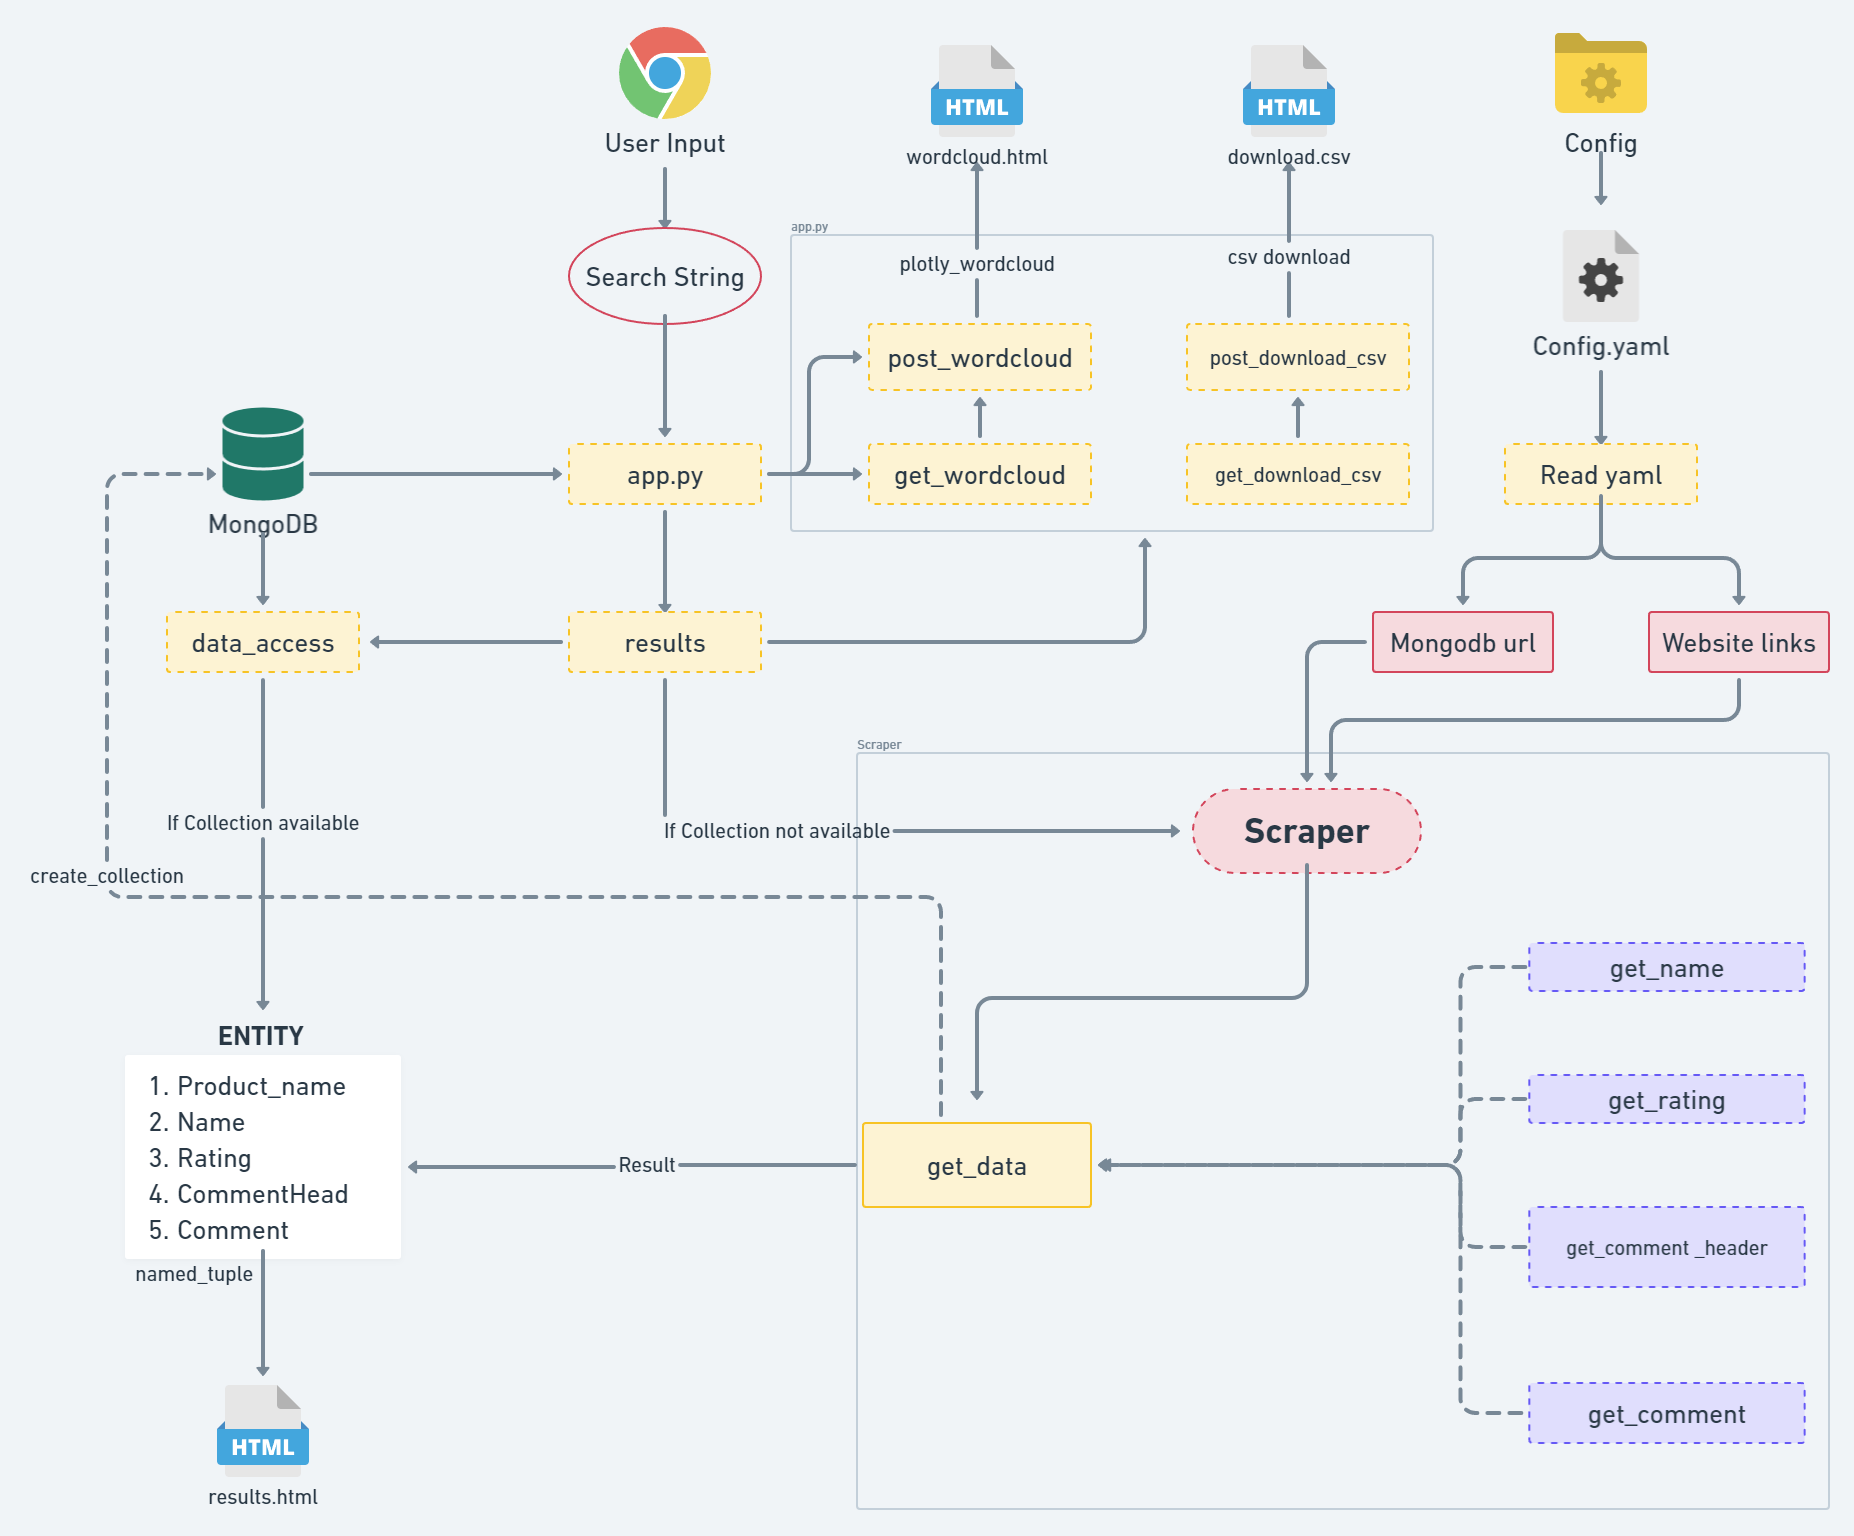 User Input
HTML
wordcloud.html
HTML
download.csv
Config
Search String
app.py
plotly_wordcloud
csv download
Config.yaml
post_wordcloud
post_download_csv
MongoDB
app.py
get_wordcloud
get_download_csv
Read yaml
data_access
results
Mongodb url
Website links
Scraper
If Collection available
If Collection not available
Scraper
create_collection
get_name
ENTITY
1. Product_name
2. Name
3. Rating
4. CommentHead
5. Comment
get_rating
Result
get_data
get_comment _header
named_tuple
get_comment
HTML
results.html